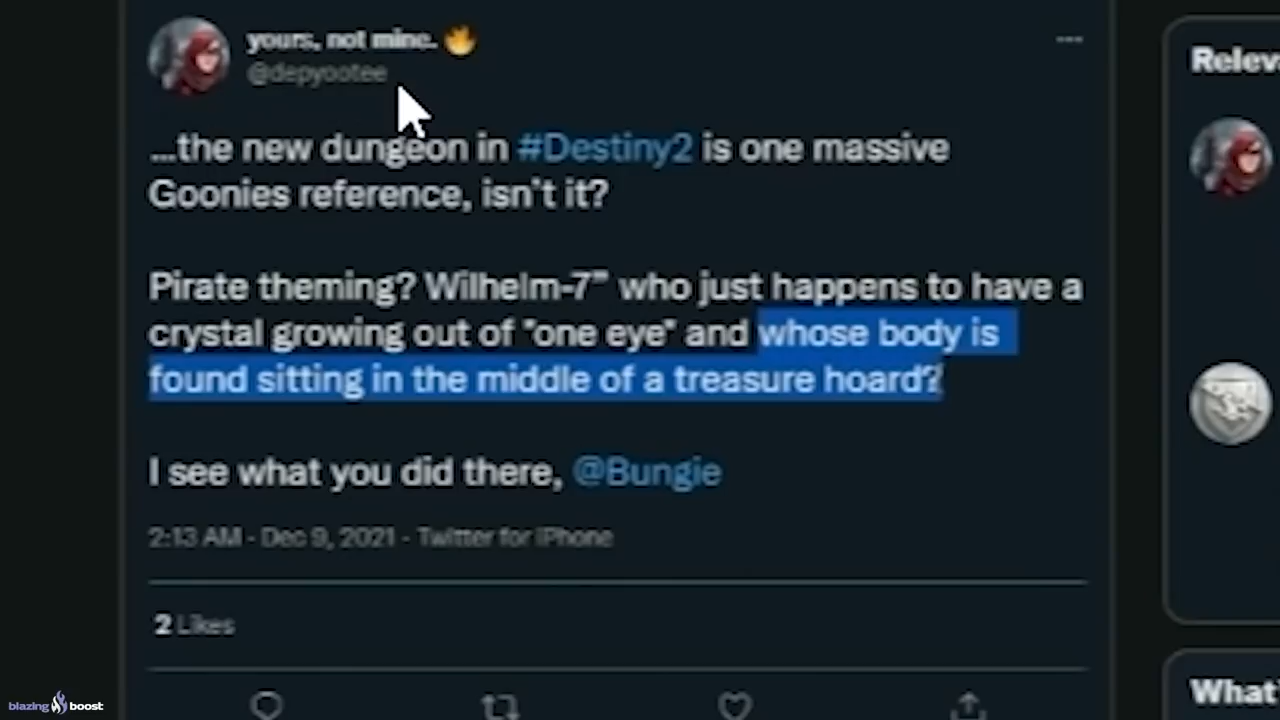 yours, not mine. 🔥
@depyootee
...the new dungeon in #Destiny2 is one massive
Goonies reference, isn't it?
Pirate theming? Wilhelm-7" who just happens to have a
crystal growing out of "one eye" and whose body is
found sitting in the middle of a treasure hoard?
I see what you did there, @Bungie
2:13 AM - Dec 9, 2021 - Twitter for iPhone
2 Likes
Relev
What'
blazing boost